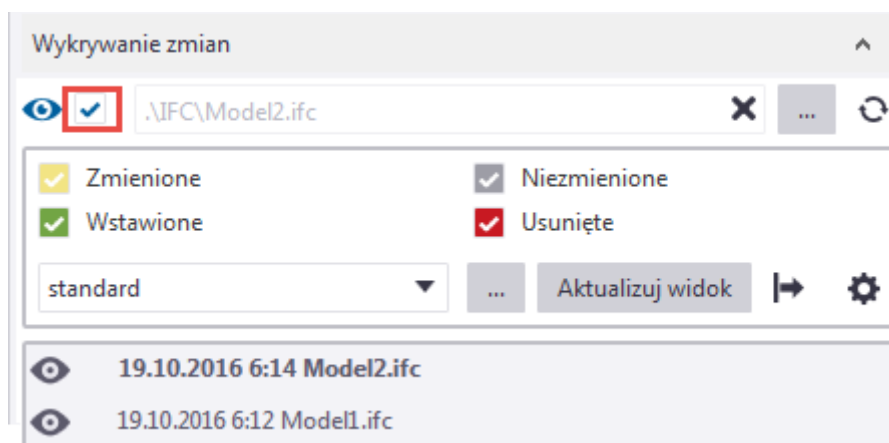 Wykrywanie zmian
.\IFC\Model2.ifc ...
Zmienione Niezmienione
Wstawione Usunięte
standard ... Aktualizuj widok
19.10.2016 6:14 Model2.ifc
19.10.2016 6:12 Model1.ifc